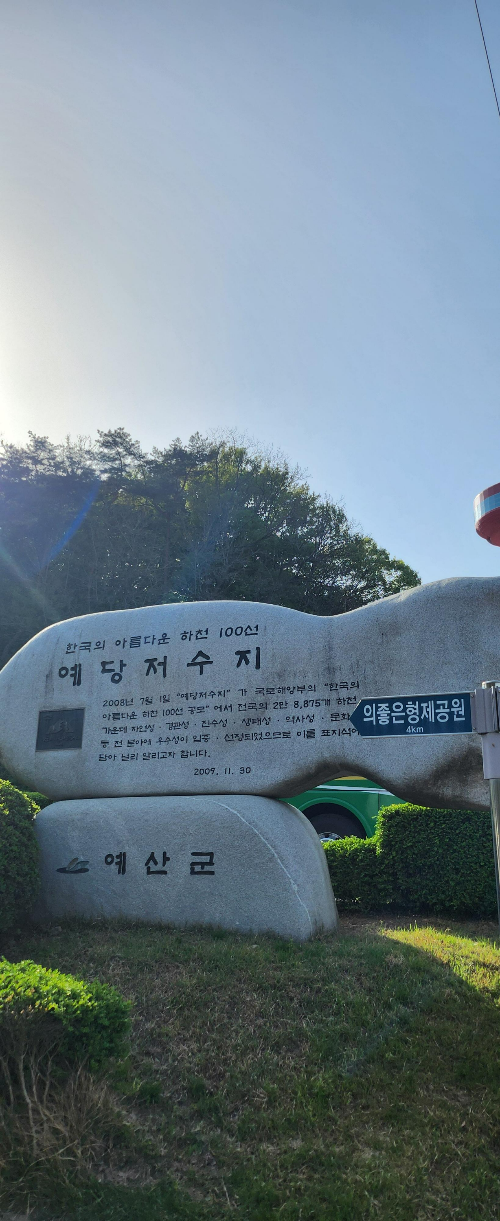 한국의 아름다운 하천 100선
예당저수지
2008년 7월 1일 "예당저수지" 가 국토해양부의 "한국의
아름다운 하천 100선 공모" 에서 전국의 2만 8,875개 하천
가운데 자연성 · 경관성 · 친수성 · 생태성 · 역사성 · 문화
등 전 분야에 우수성이 입증 · 선정되었으므로 이를 표지석에
담아 널리 알리고자 합니다.
2009. 11. 30
의좋은형제공원
4km
예산군